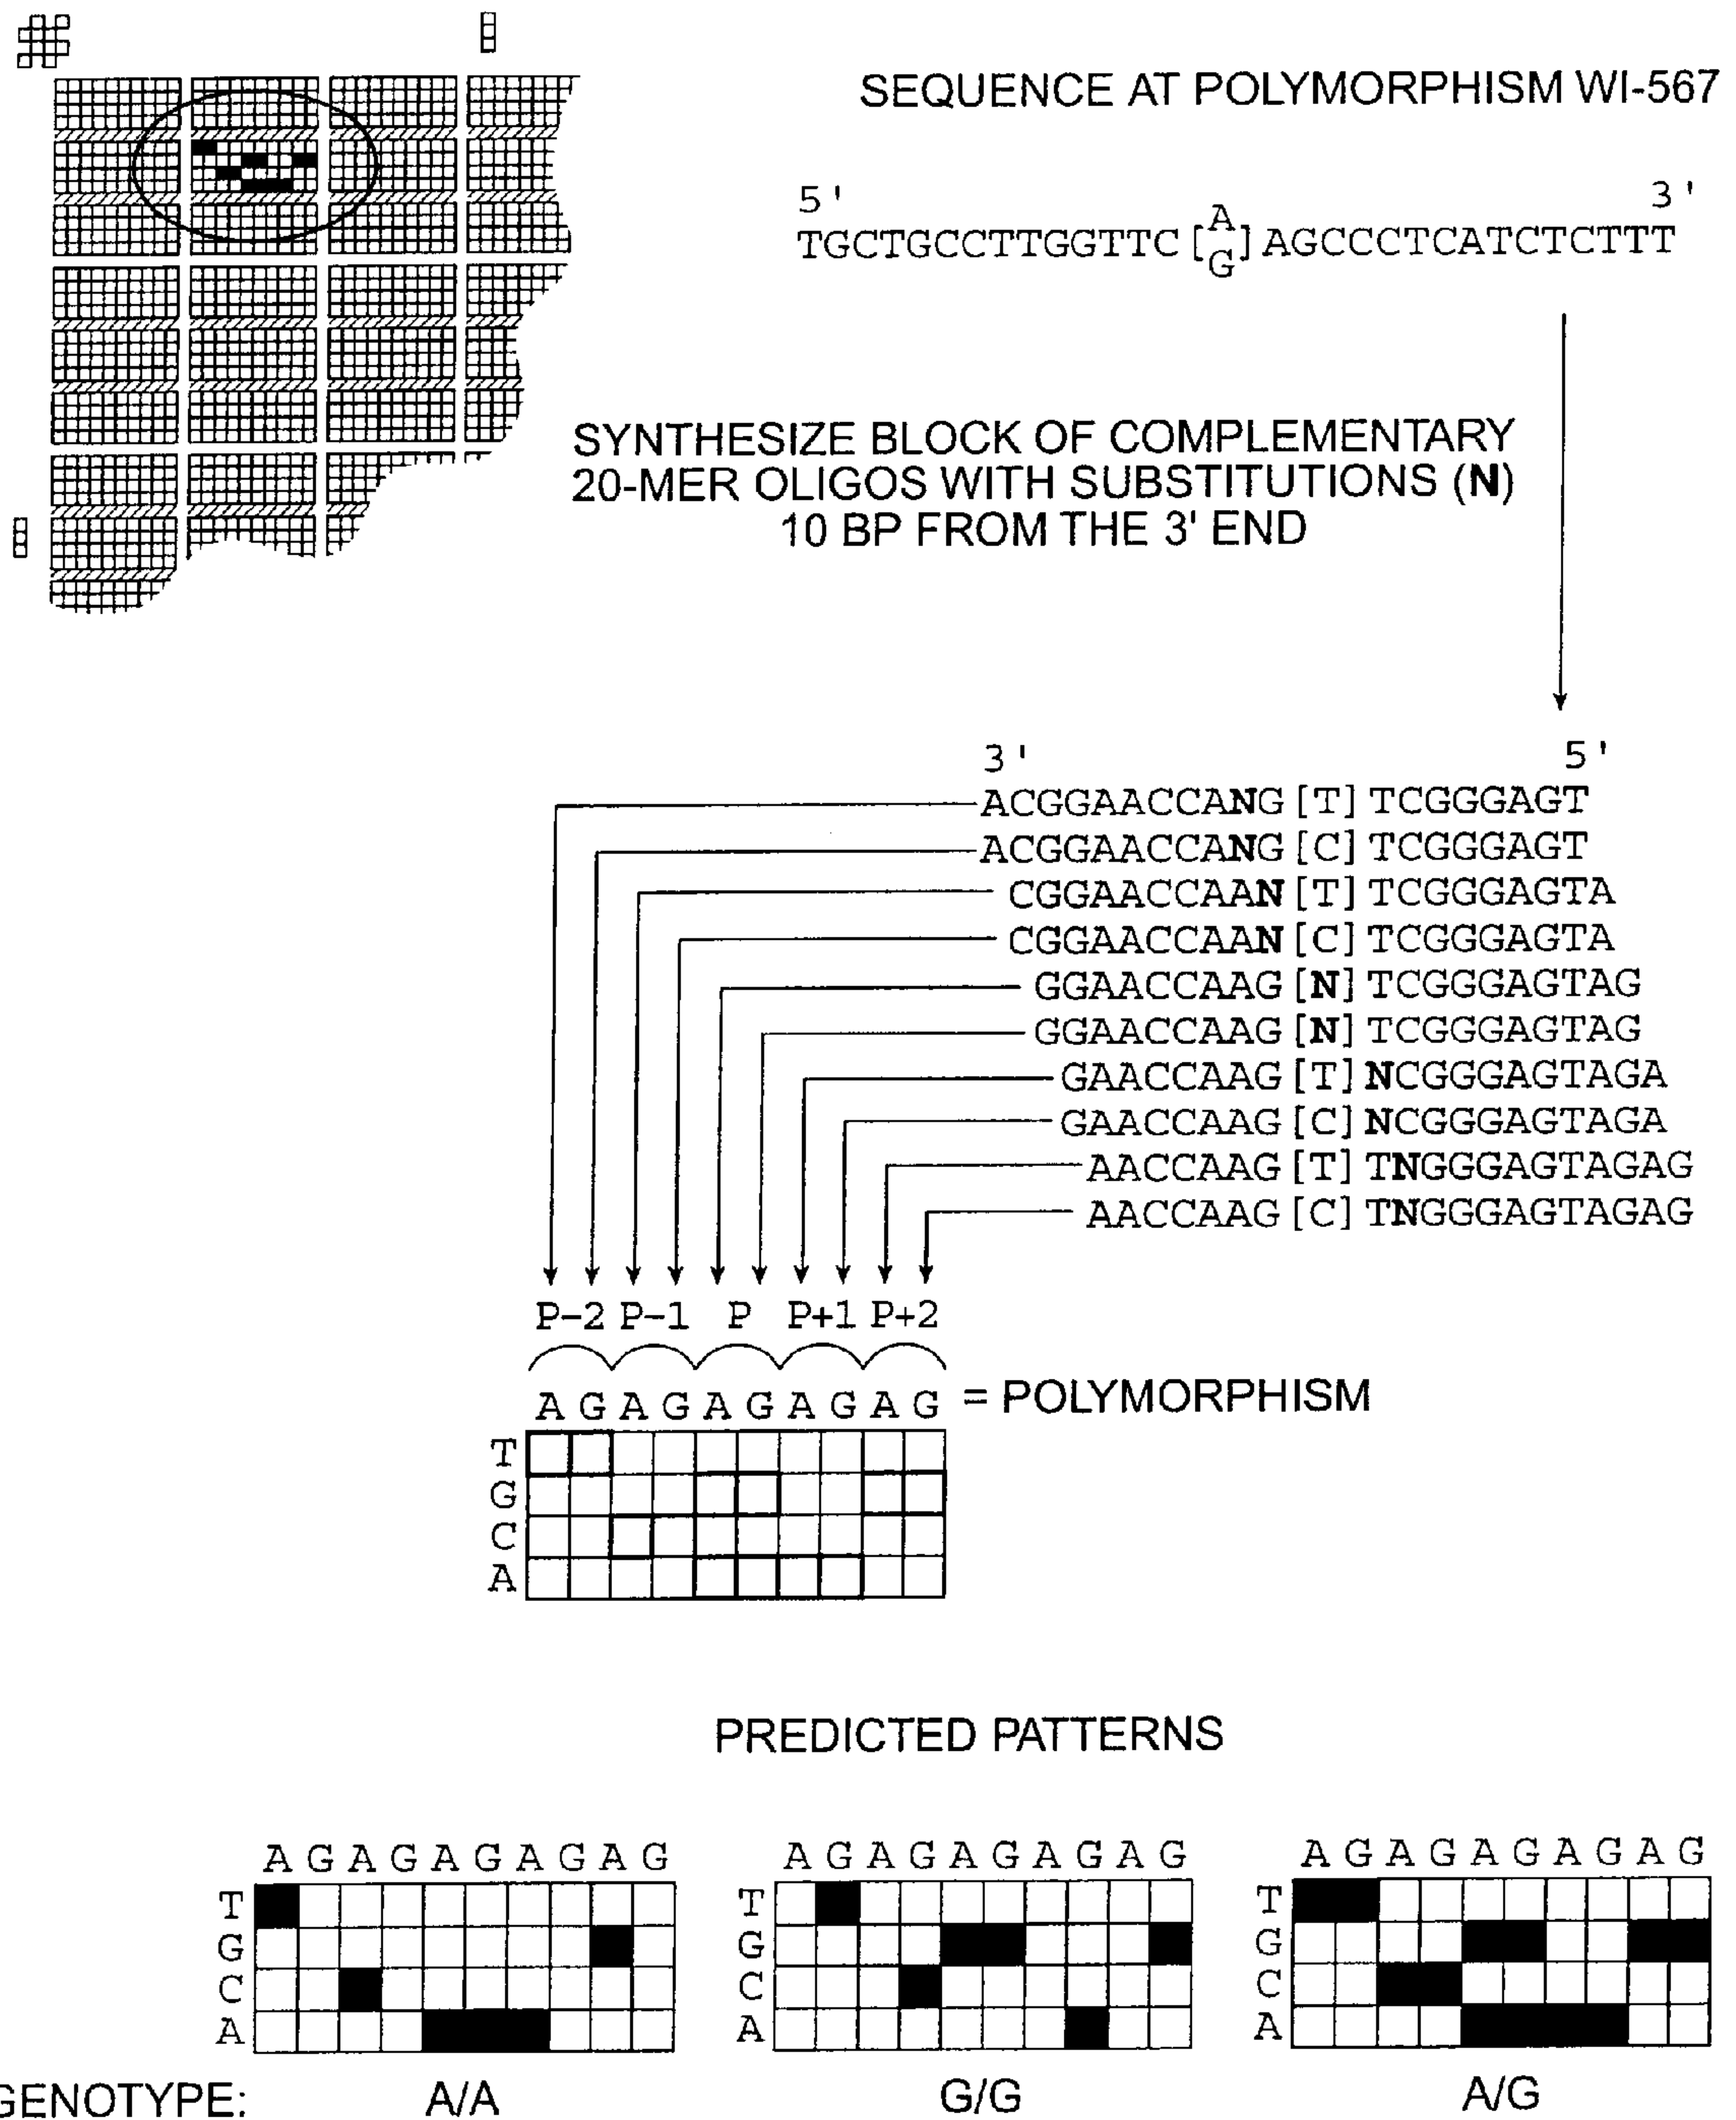 SEQUENCE AT POLYMORPHISM WI-567
5' 3'
TGCTGCCTTGGTTC[A/G]AGCCCTCATCTCTTT
SYNTHESIZE BLOCK OF COMPLEMENTARY
20-MER OLIGOS WITH SUBSTITUTIONS (N)
10 BP FROM THE 3' END
3' 5'
ACGGAACCANG[T]TCGGGAGT
ACGGAACCANG[C]TCGGGAGT
CGGAACCAAN[T]TCGGGAGTA
CGGAACCAAN[C]TCGGGAGTA
GGAACCAAG[N]TCGGGAGTAG
GGAACCAAG[N]TCGGGAGTAG
GAACCAAG[T]NCGGGAGTAGA
GAACCAAG[C]NCGGGAGTAGA
AACCAAG[T]TNGGGAGTAGAG
AACCAAG[C]TNGGGAGTAGAG
P-2 P-1 P P+1 P+2
A G A G A G A G A G = POLYMORPHISM
T
G
C
A
PREDICTED PATTERNS
A G A G A G A G A G A G A G A G A G A G A G A G A G A G A G
T T T
G G G
C C C
A A A
GENOTYPE: A/A G/G A/G